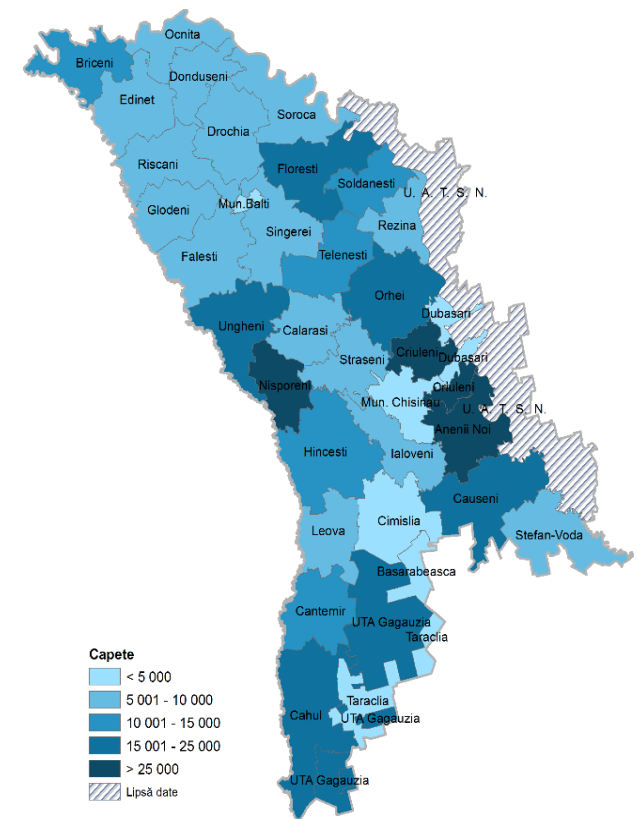 Ocnita
Briceni
Donduseni
Edinet
Soroca
Drochia
Riscani
Floresti
Soldanesti
U. A. T. S. N.
Mun.Balti
Glodeni
Rezina
Singerei
Falesti
Telenesti
Orhei
Dubasari
Ungheni
Calarasi
Criuleni
Straseni
Dubasari
Nisporeni
Criuleni
Mun. Chisinau
U. A. T. S. N.
Anenii Noi
Hincesti
Ialoveni
Causeni
Cimislia
Leova
Stefan-Voda
Basarabeasca
Cantemir
UTA Gagauzia
Taraclia
Capete
< 5 000
5 001 - 10 000
10 001 - 15 000
15 001 - 25 000
> 25 000
Lipsă date
Taraclia
Cahul
UTA Gagauzia
UTA Gagauzia